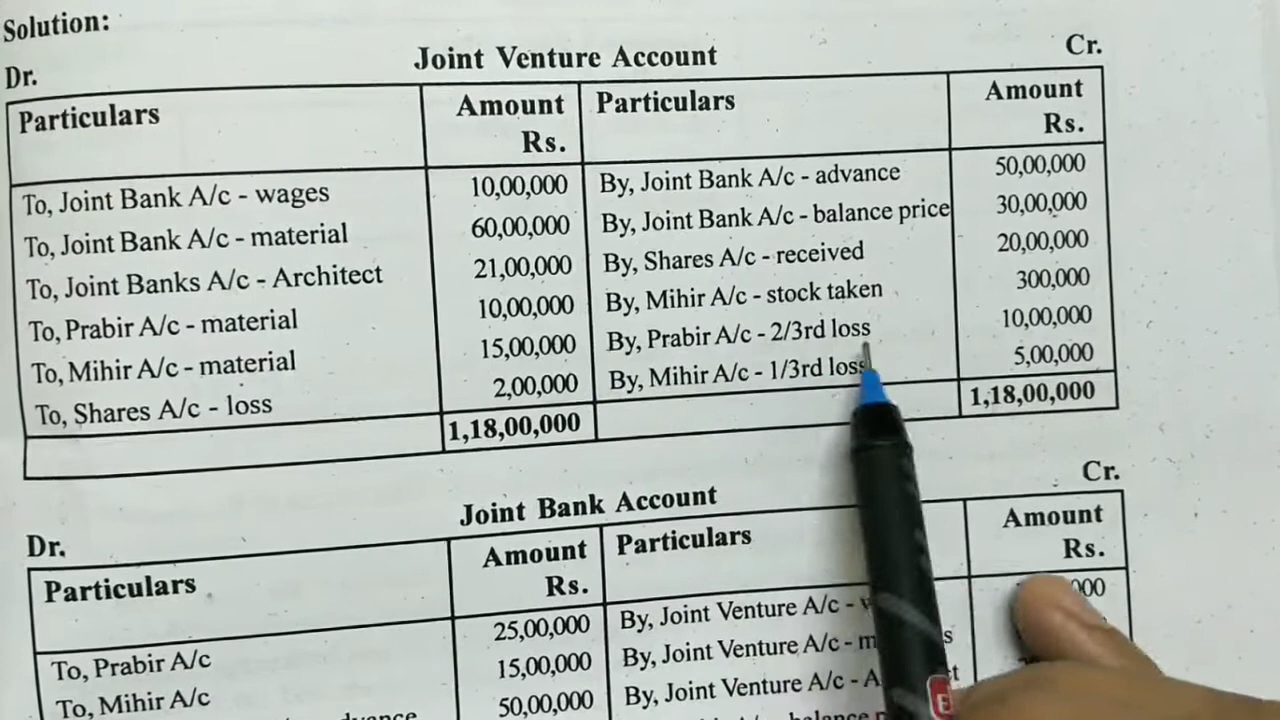 Solution:
Joint Venture Account
Dr.
Cr.
Particulars Amount Rs. Particulars Amount Rs.
To, Joint Bank A/c - wages 10,00,000 By, Joint Bank A/c - advance 50,00,000
To, Joint Bank A/c - material 60,00,000 By, Joint Bank A/c - balance price 30,00,000
To, Joint Banks A/c - Architect 21,00,000 By, Shares A/c - received 20,00,000
To, Prabir A/c - material 10,00,000 By, Mihir A/c - stock taken 300,000
To, Mihir A/c - material 15,00,000 By, Prabir A/c - 2/3rd loss 10,00,000
To, Shares A/c - loss 2,00,000 By, Mihir A/c - 1/3rd loss 5,00,000
1,18,00,000 1,18,00,000
Joint Bank Account
Dr.
Cr.
Particulars Amount Rs. Particulars Amount Rs.
To, Prabir A/c 25,00,000 By, Joint Venture A/c -
To, Mihir A/c 15,00,000 By, Joint Venture A/c -
50,00,000 By, Joint Venture A/c -